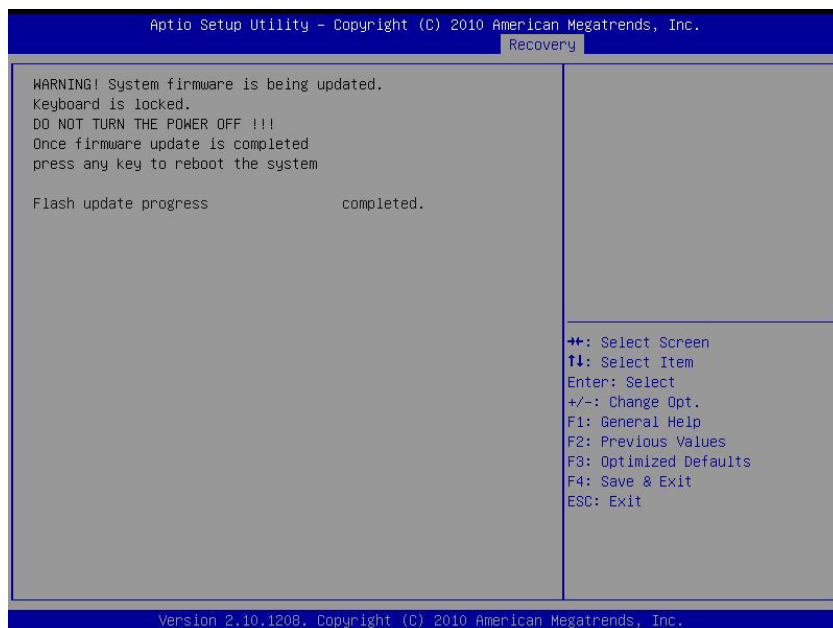 Aptio Setup Utility – Copyright (C) 2010 American Megatrends, Inc.
Recovery
WARNING! System firmware is being updated.
Keyboard is locked.
DO NOT TURN THE POWER OFF !!!
Once firmware update is completed
press any key to reboot the system
Flash update progress completed.
→←: Select Screen
↑↓: Select Item
Enter: Select
+/-: Change Opt.
F1: General Help
F2: Previous Values
F3: Optimized Defaults
F4: Save & Exit
ESC: Exit
Version 2.10.1208. Copyright (C) 2010 American Megatrends, Inc.